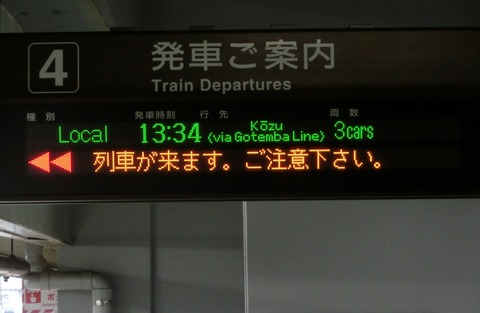 4
発車ご案内
Train Departures
種別 発車時刻 行先 両数
Local 13:34 Kōzu (via Gotemba Line) 3cars
列車が来ます。ご注意下さい。